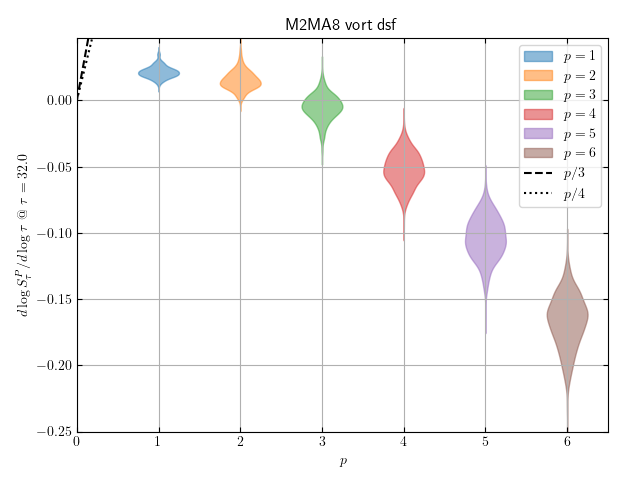 M2MA8 vort dsf
d log S_τ^P / d log τ @ τ = 32.0
0.00
−0.05
−0.10
−0.15
−0.20
−0.25
0 1 2 3 4 5 6
p
p = 1
p = 2
p = 3
p = 4
p = 5
p = 6
p/3
p/4